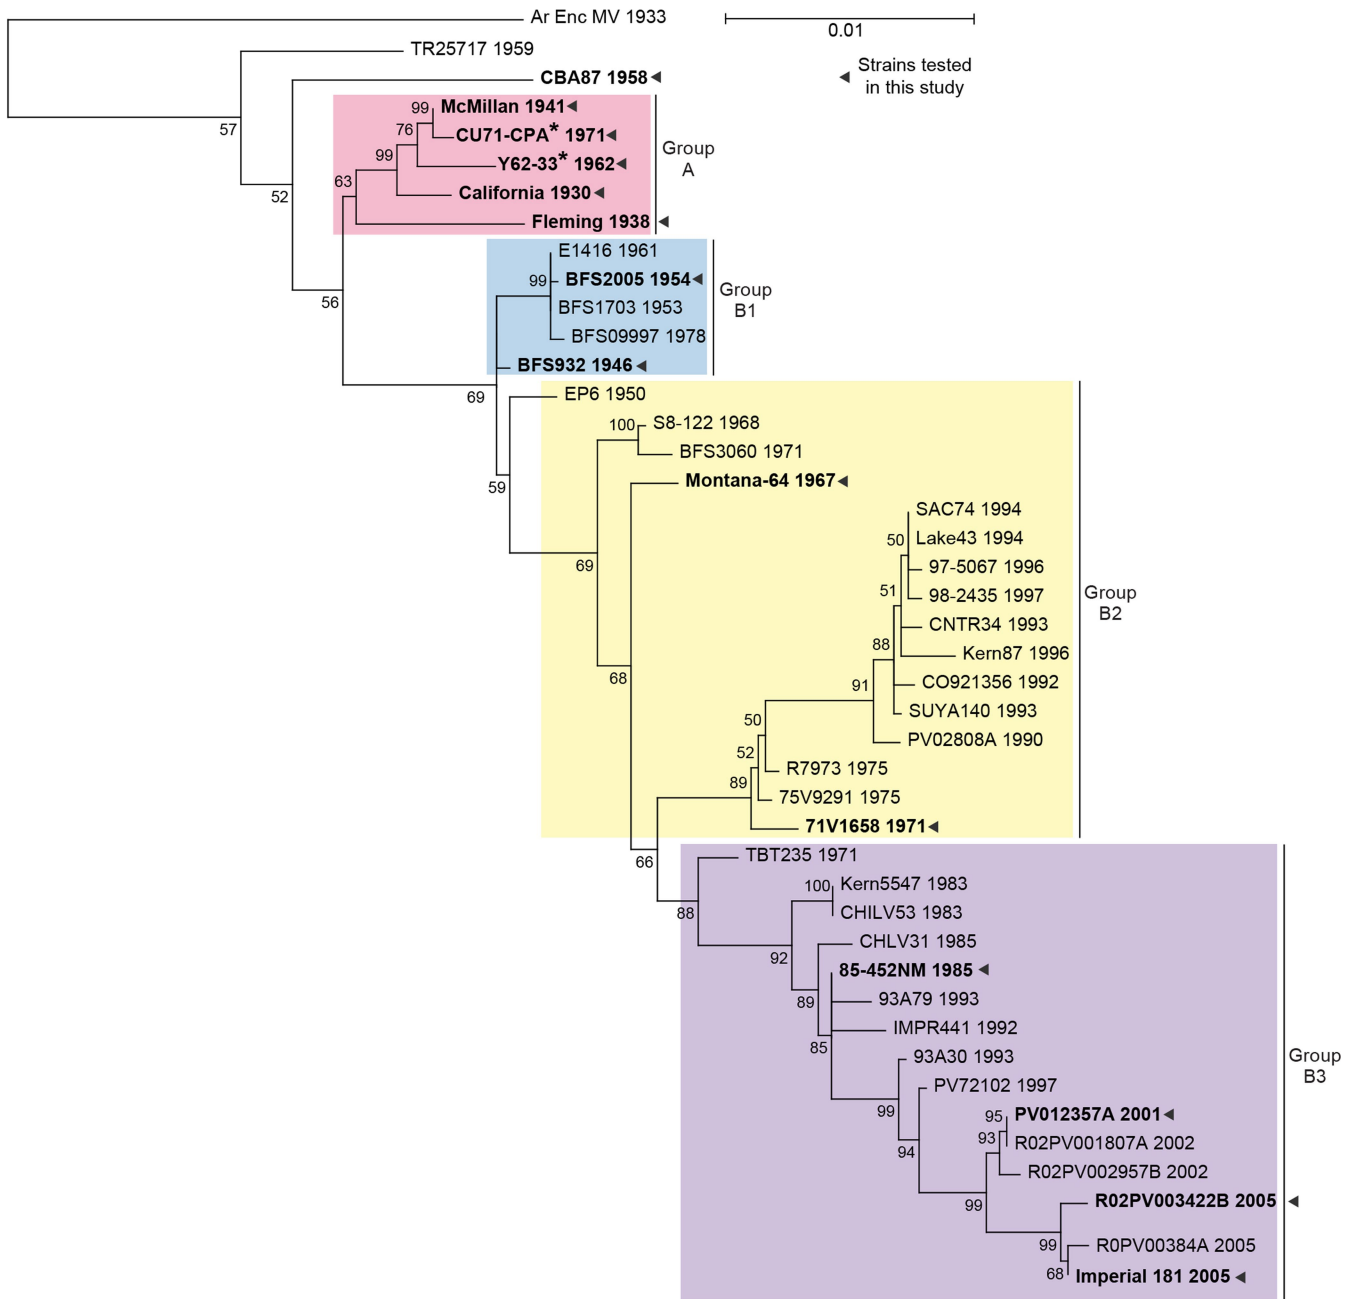 Ar Enc MV 1933
0.01
TR25717 1959
Strains tested
in this study
CBA87 1958
57
McMillan 1941
99
CU71-CPA* 1971
76
Group
A
Y62-33* 1962
99
California 1930
63
52
Fleming 1938
E1416 1961
BFS2005 1954
99
Group
B1
56
BFS1703 1953
BFS09997 1978
BFS932 1946
69
EP6 1950
S8-122 1968
100
BFS3060 1971
Montana-64 1967
59
SAC74 1994
Lake43 1994
50
97-5067 1996
69
98-2435 1997
51
Group
B2
CNTR34 1993
88
Kern87 1996
68
CO921356 1992
91
SUYA140 1993
50
PV02808A 1990
52
R7973 1975
89
75V9291 1975
71V1658 1971
66
TBT235 1971
Kern5547 1983
100
CHILV53 1983
88
CHLV31 1985
92
85-452NM 1985
93A79 1993
89
IMPR441 1992
85
93A30 1993
Group
B3
PV72102 1997
99
PV012357A 2001
95
R02PV001807A 2002
93
94
R02PV002957B 2002
R02PV003422B 2005
99
R0PV00384A 2005
99
Imperial 181 2005
68